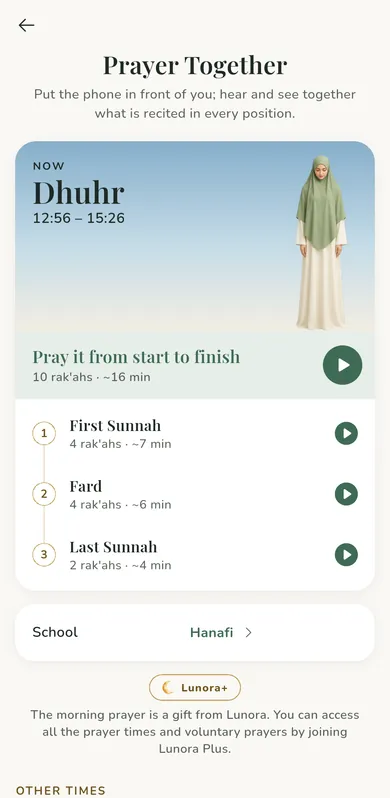 Prayer Together
Put the phone in front of you; hear and see together
what is recited in every position.
NOW
Dhuhr
12:56 – 15:26
Pray it from start to finish
10 rak'ahs · ~16 min
1
First Sunnah
4 rak'ahs · ~7 min
2
Fard
4 rak'ahs · ~6 min
3
Last Sunnah
2 rak'ahs · ~4 min
School
Hanafi
Lunora+
The morning prayer is a gift from Lunora. You can access
all the prayer times and voluntary prayers by joining
Lunora Plus.
OTHER TIMES